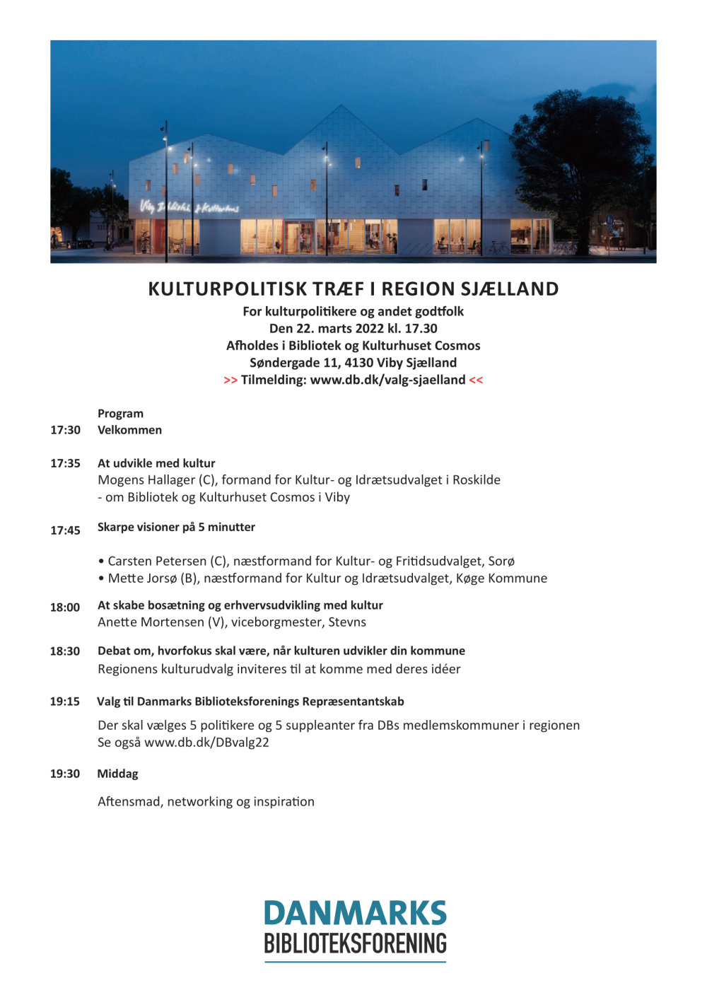 Viby Bibliotek & Kulturhus
KULTURPOLITISK TRÆF I REGION SJÆLLAND
For kulturpolitikere og andet godtfolk
Den 22. marts 2022 kl. 17.30
Afholdes i Bibliotek og Kulturhuset Cosmos
Søndergade 11, 4130 Viby Sjælland
>> Tilmelding: www.db.dk/valg-sjaelland <<
Program
17:30 Velkommen
17:35 At udvikle med kultur
Mogens Hallager (C), formand for Kultur- og Idrætsudvalget i Roskilde
- om Bibliotek og Kulturhuset Cosmos i Viby
17:45 Skarpe visioner på 5 minutter
• Carsten Petersen (C), næstformand for Kultur- og Fritidsudvalget, Sorø
• Mette Jorsø (B), næstformand for Kultur og Idrætsudvalget, Køge Kommune
18:00 At skabe bosætning og erhvervsudvikling med kultur
Anette Mortensen (V), viceborgmester, Stevns
18:30 Debat om, hvorfokus skal være, når kulturen udvikler din kommune
Regionens kulturudvalg inviteres til at komme med deres idéer
19:15 Valg til Danmarks Biblioteksforenings Repræsentantskab
Der skal vælges 5 politikere og 5 suppleanter fra DBs medlemskommuner i regionen
Se også www.db.dk/DBvalg22
19:30 Middag
Aftensmad, networking og inspiration
DANMARKS
BIBLIOTEKSFORENING